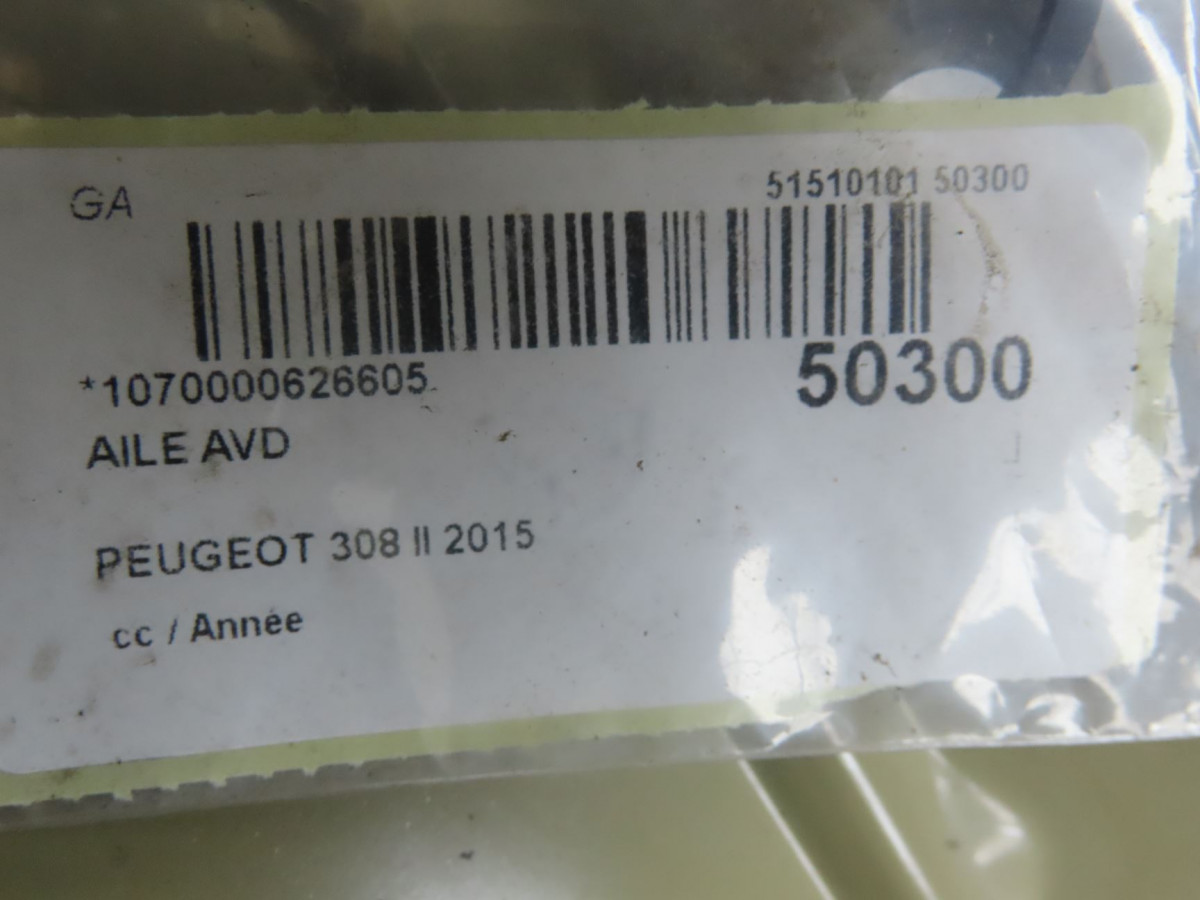 GA
51510101 50300
*1070000626605
50300
AILE AVD
PEUGEOT 308 II 2015
cc / Année